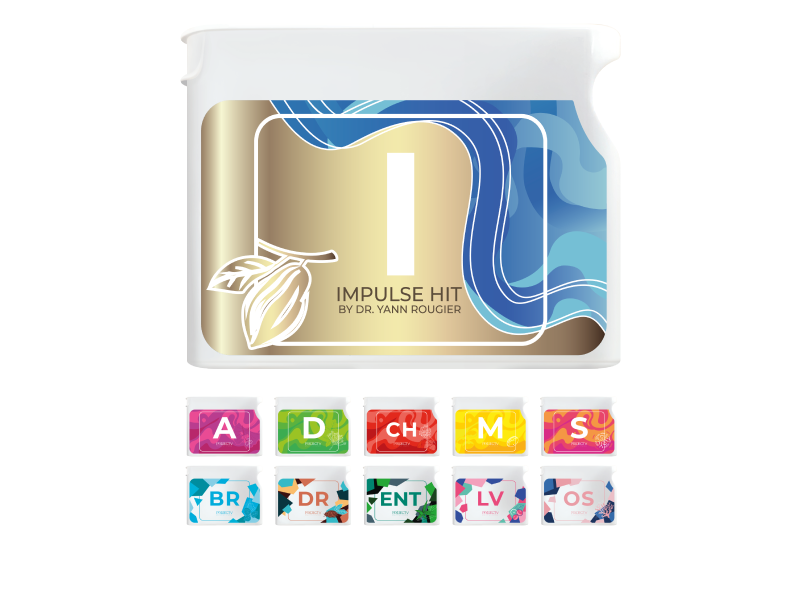 I
IMPULSE HIT
BY DR. YANN ROUGIER
A
D
CH
M
S
BR
DR
ENT
LV
OS